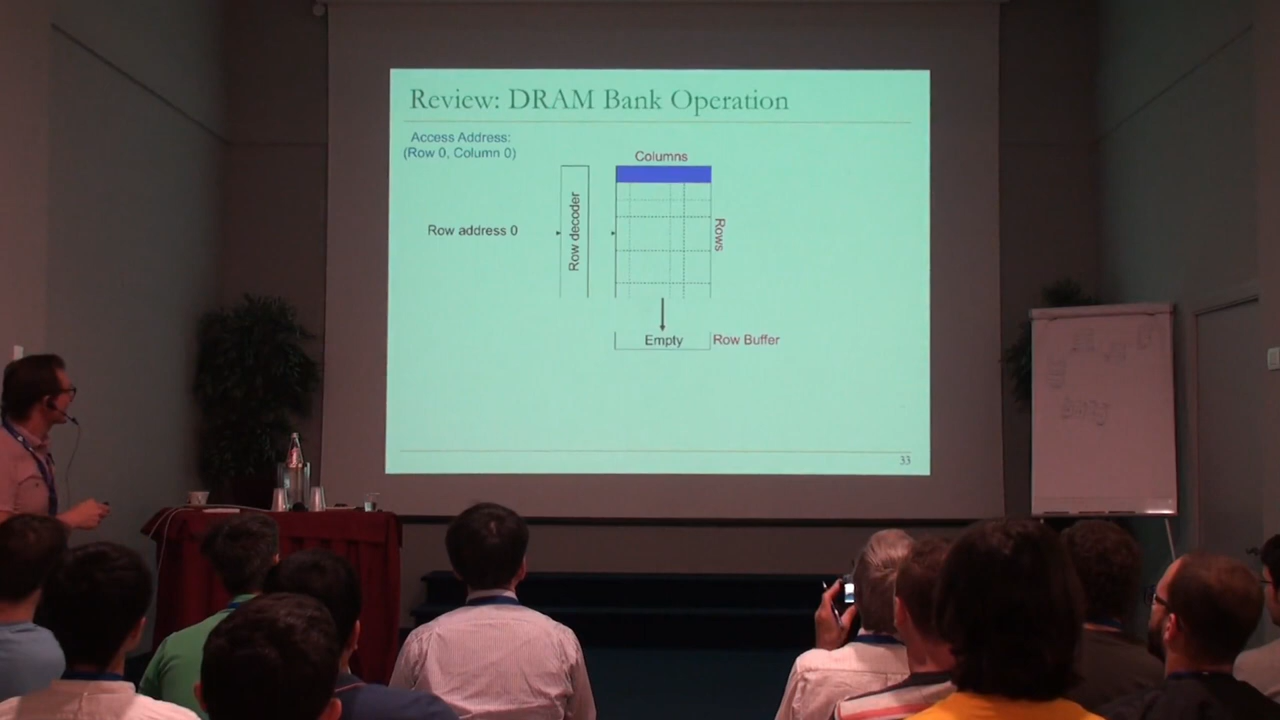 Review: DRAM Bank Operation
Access Address:
(Row 0, Column 0)
Columns
Row decoder
Rows
Row address 0
Empty
Row Buffer
33